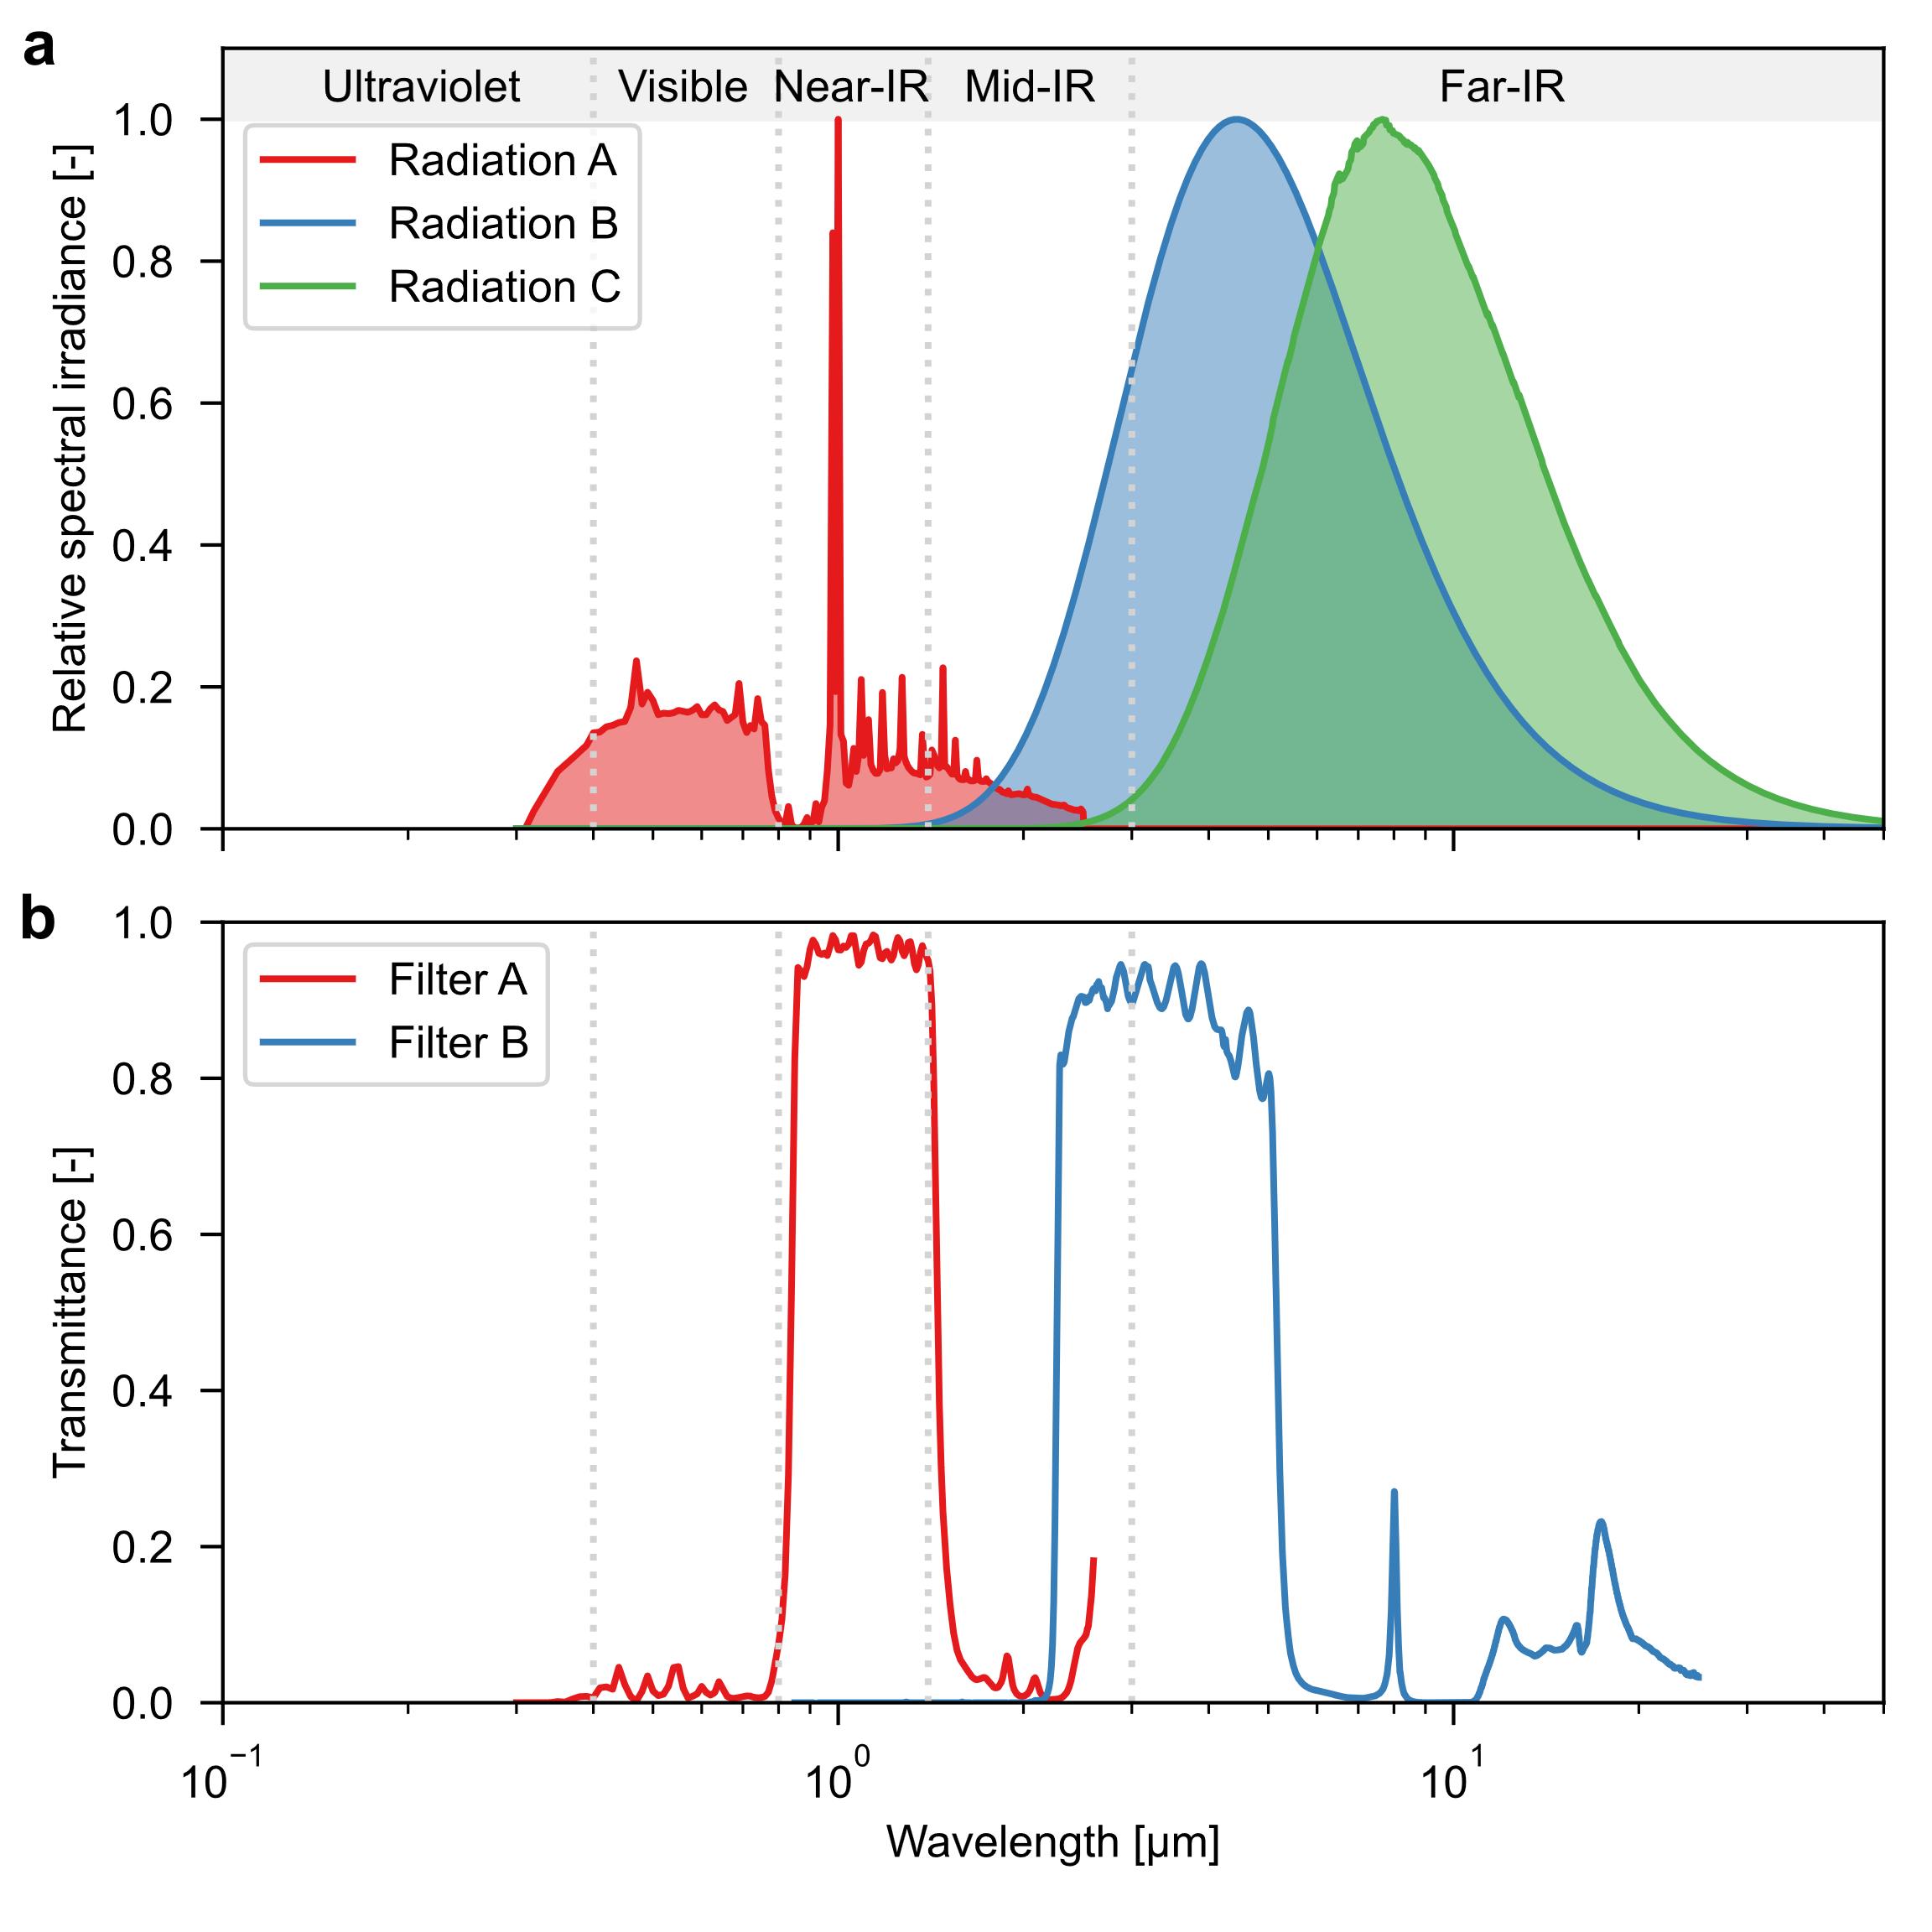 a
Ultraviolet Visible Near-IR Mid-IR Far-IR
Radiation A
Radiation B
Radiation C
Relative spectral irradiance [-]
1.0
0.8
0.6
0.4
0.2
0.0
b
Filter A
Filter B
Transmittance [-]
1.0
0.8
0.6
0.4
0.2
0.0
10⁻¹ 10⁰ 10¹
Wavelength [µm]